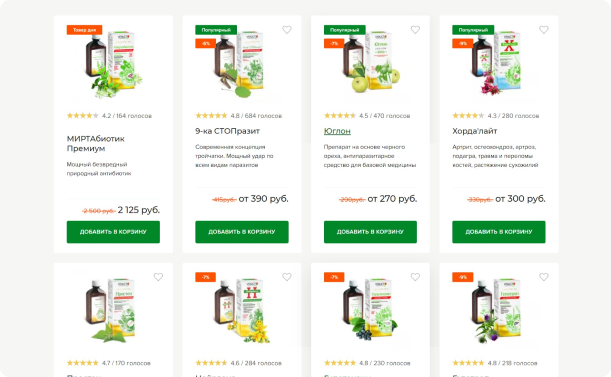 Товар дня
Популярный
-6%
Популярный
-7%
-9%
4.2 / 164 голосов
4.8 / 684 голосов
4.5 / 470 голосов
4.3 / 280 голосов
МИРТАбиотик
Премиум
9-ка СТОПразит
Юглон
Хорда'лайт
Мощный безвредный
природный антибиотик
Современная концепция
тройчатки. Мощный удар по
всем видам паразитов
Препарат на основе черного
ореха, антипаразитарное
средство для базовой медицины
Артрит, остеохондроз, артроз,
подагра, травма и переломы
костей, растяжение сухожилий
2 500 руб. 2 125 руб.
415руб. от 390 руб.
290руб. от 270 руб.
330руб. от 300 руб.
ДОБАВИТЬ В КОРЗИНУ
ДОБАВИТЬ В КОРЗИНУ
ДОБАВИТЬ В КОРЗИНУ
ДОБАВИТЬ В КОРЗИНУ
-7%
-7%
-7%
4.7 / 170 голосов
4.6 / 284 голосов
4.8 / 230 голосов
4.8 / 218 голосов